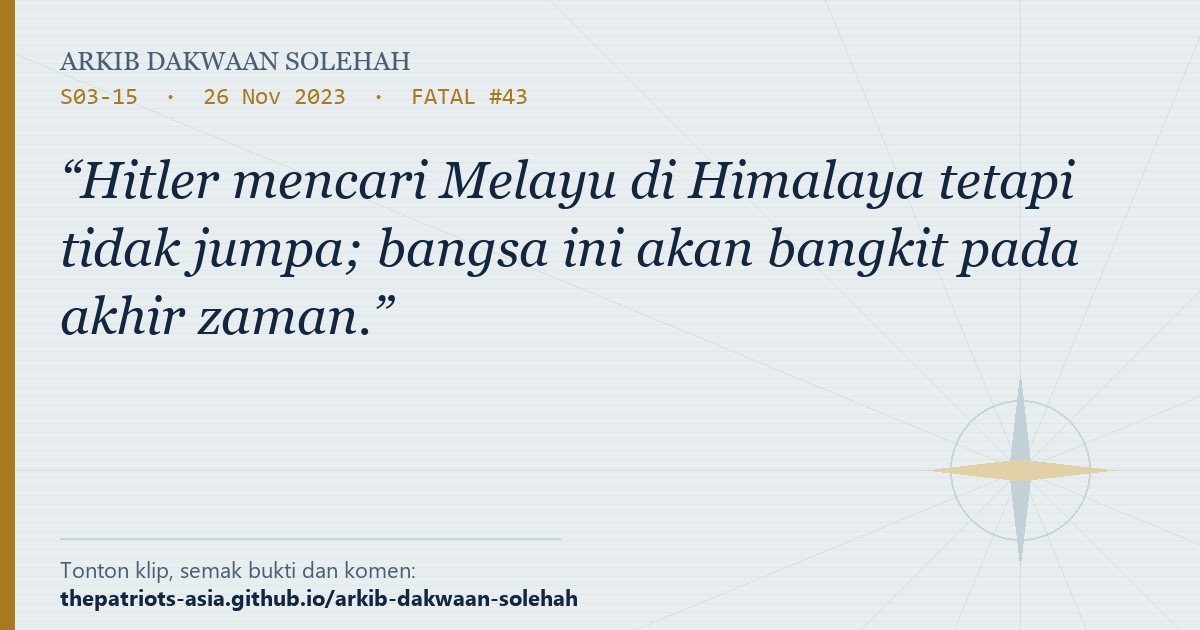 ARKIB DAKWAAN SOLEHAH
S03-15 · 26 Nov 2023 · FATAL #43
“Hitler mencari Melayu di Himalaya tetapi
tidak jumpa; bangsa ini akan bangkit pada
akhir zaman.”
Tonton klip, semak bukti dan komen:
thepatriots-asia.github.io/arkib-dakwaan-solehah